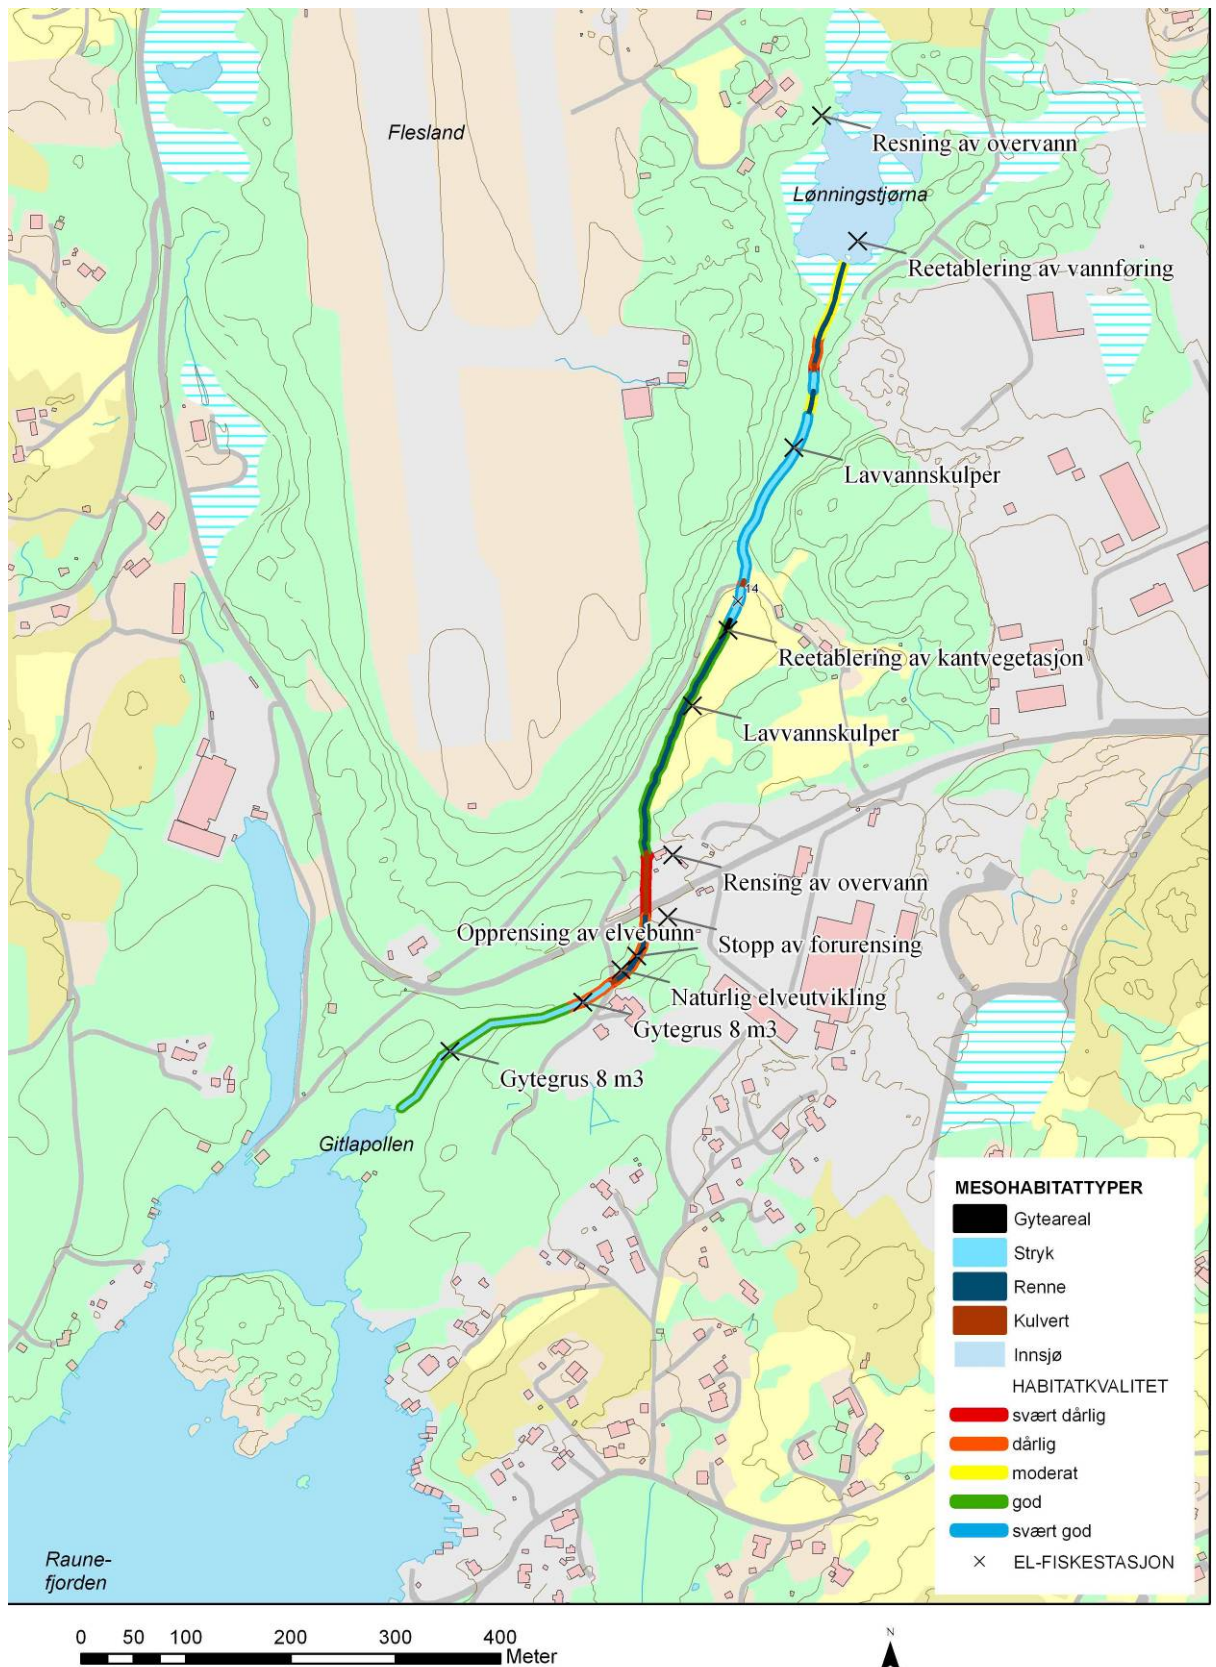 Flesland
Resning av overvann
Lønningstjørna
Reetablering av vannføring
Lavvannskulper
14
Reetablering av kantvegetasjon
Lavvannskulper
Rensing av overvann
Opprensing av elvebunn
Stopp av forurensing
Naturlig elveutvikling
Gytegrus 8 m3
Gytegrus 8 m3
Gitlapollen
MESOHABITATTYPER
Gyteareal
Stryk
Renne
Kulvert
Innsjø
HABITATKVALITET
svært dårlig
dårlig
moderat
god
svært god
EL-FISKESTASJON
Raune-
fjorden
0 50 100 200 300 400
Meter
N